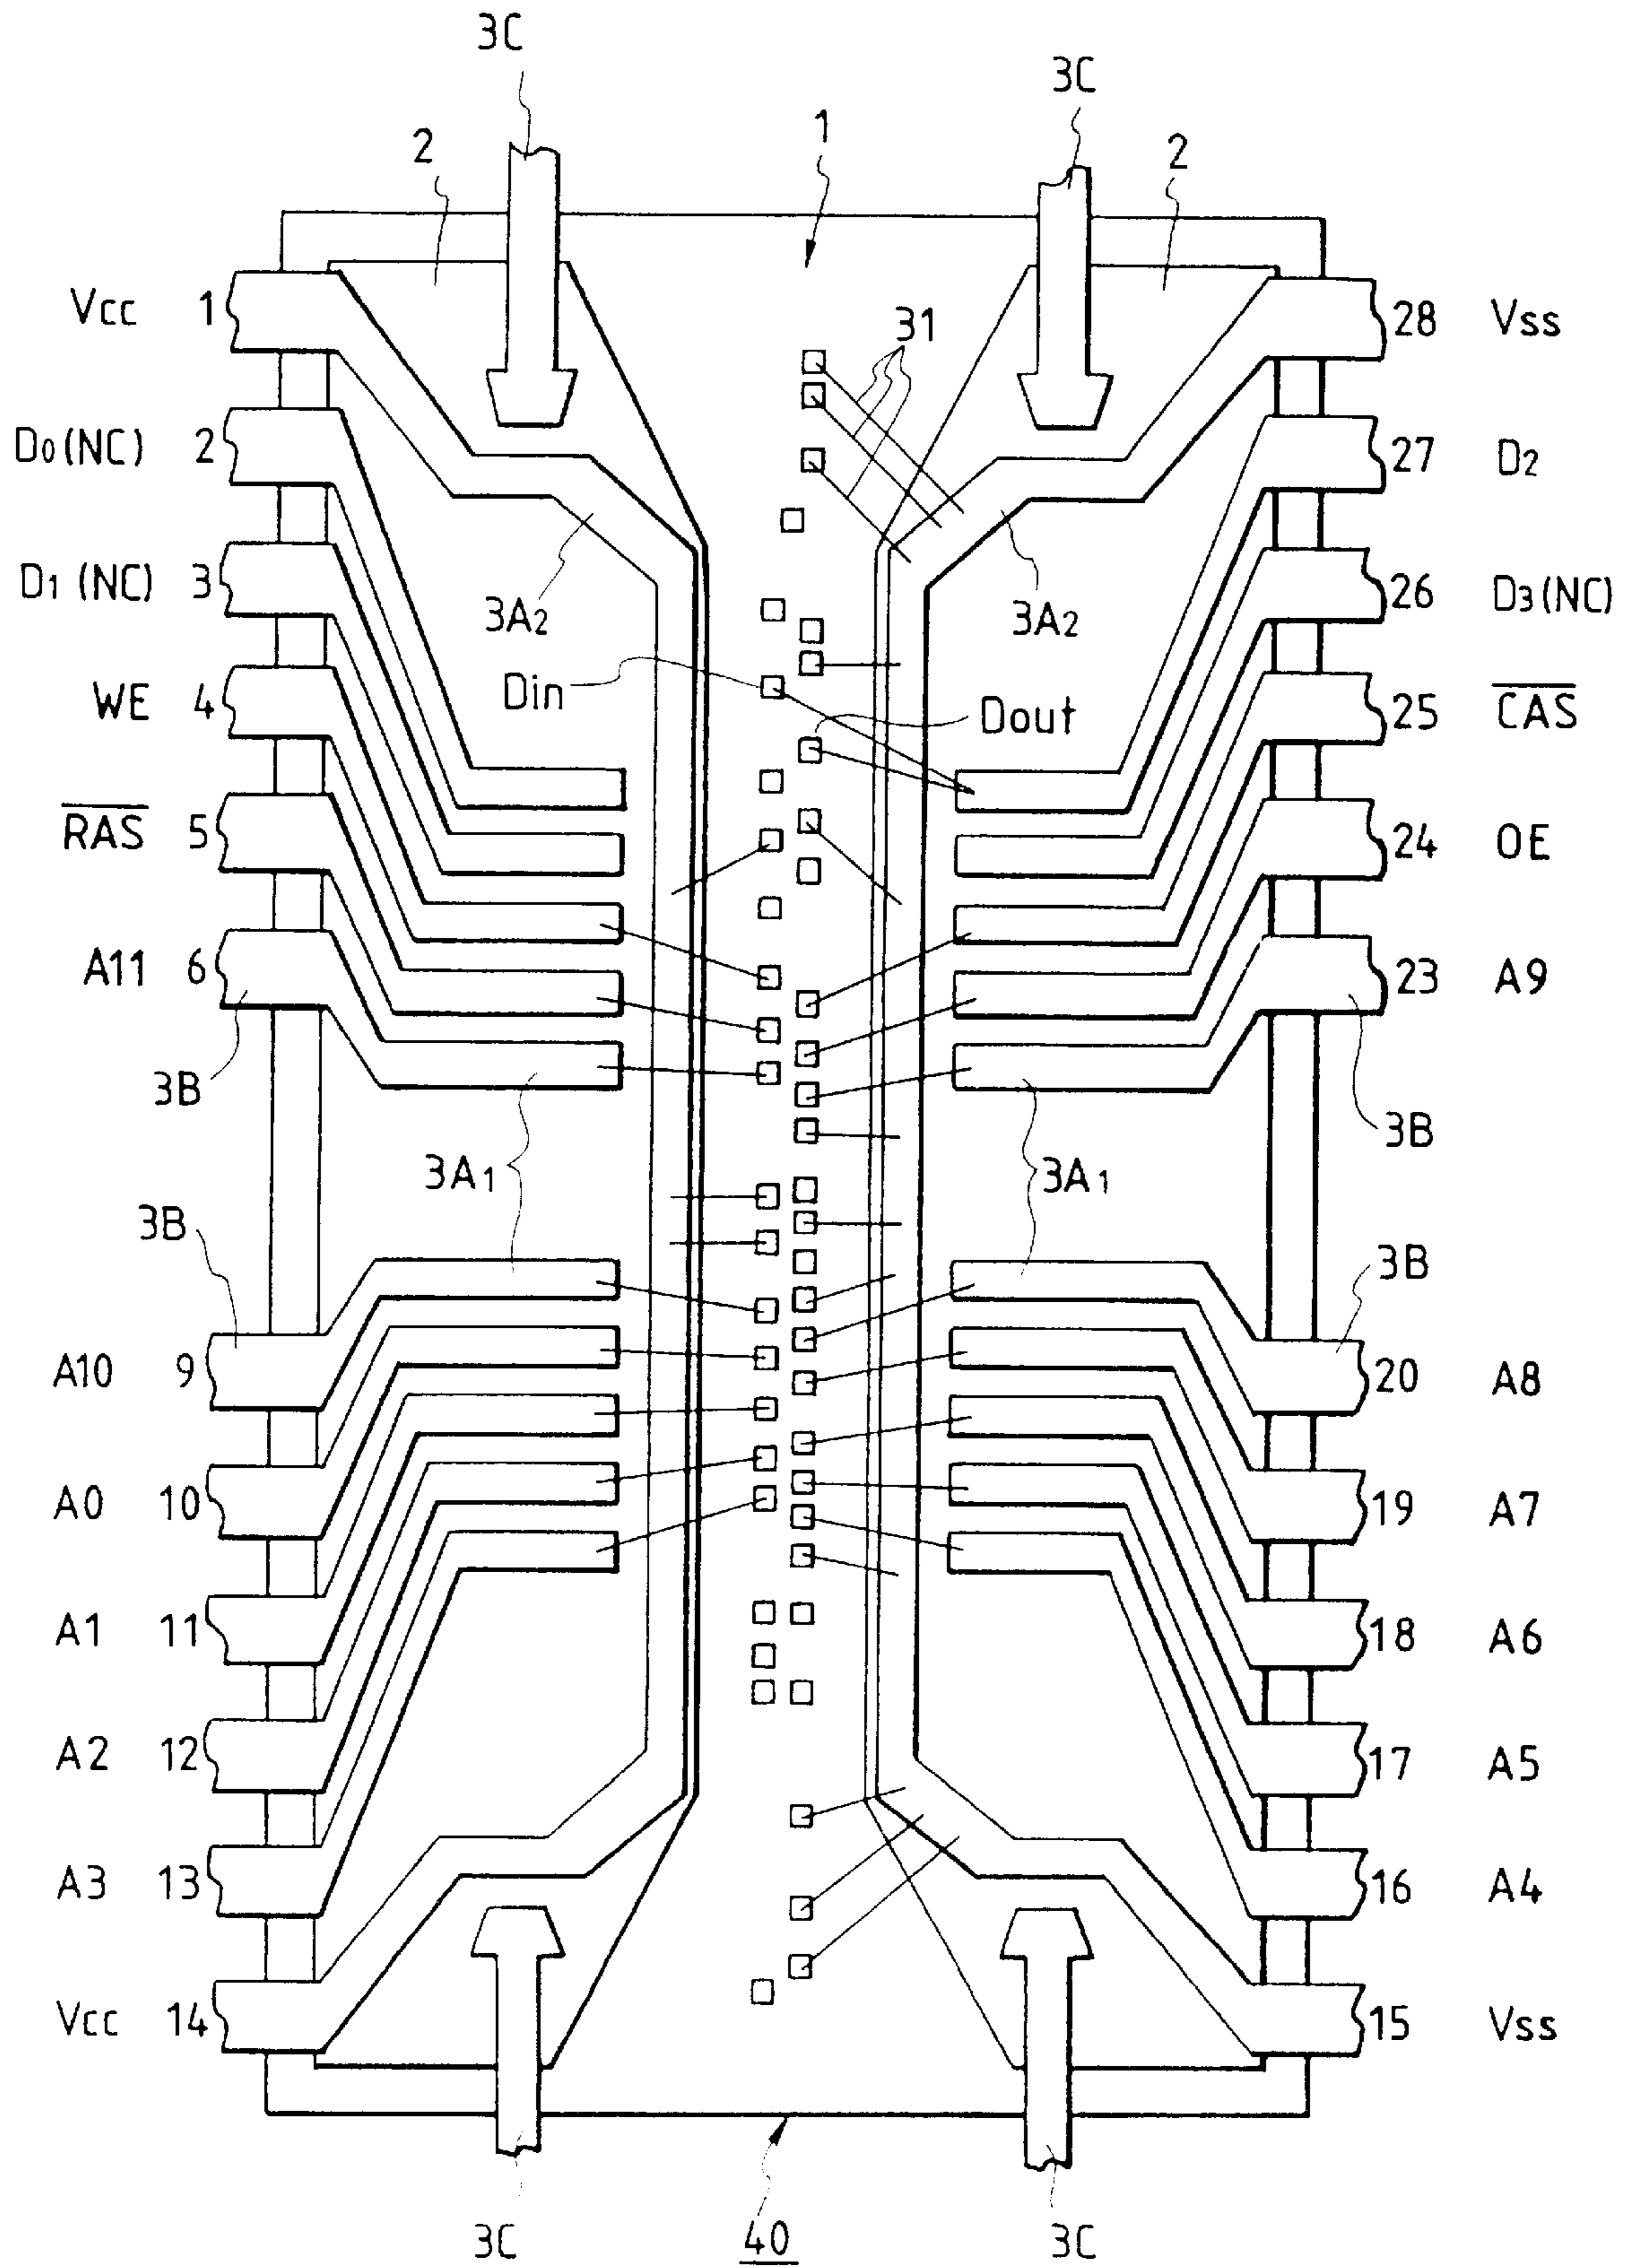 3C
3C
2
1
2
31
Vcc 1
28 Vss
D0 (NC) 2
27 D2
D1 (NC) 3
26 D3 (NC)
3A2
3A2
WE 4
Din
Dout
25 C̅A̅S̅
R̅A̅S̅ 5
24 OE
A11 6
23 A9
3B
3B
3A1
3A1
3B
3B
A10 9
20 A8
A0 10
19 A7
A1 11
18 A6
A2 12
17 A5
A3 13
16 A4
Vcc 14
15 Vss
3C
40
3C